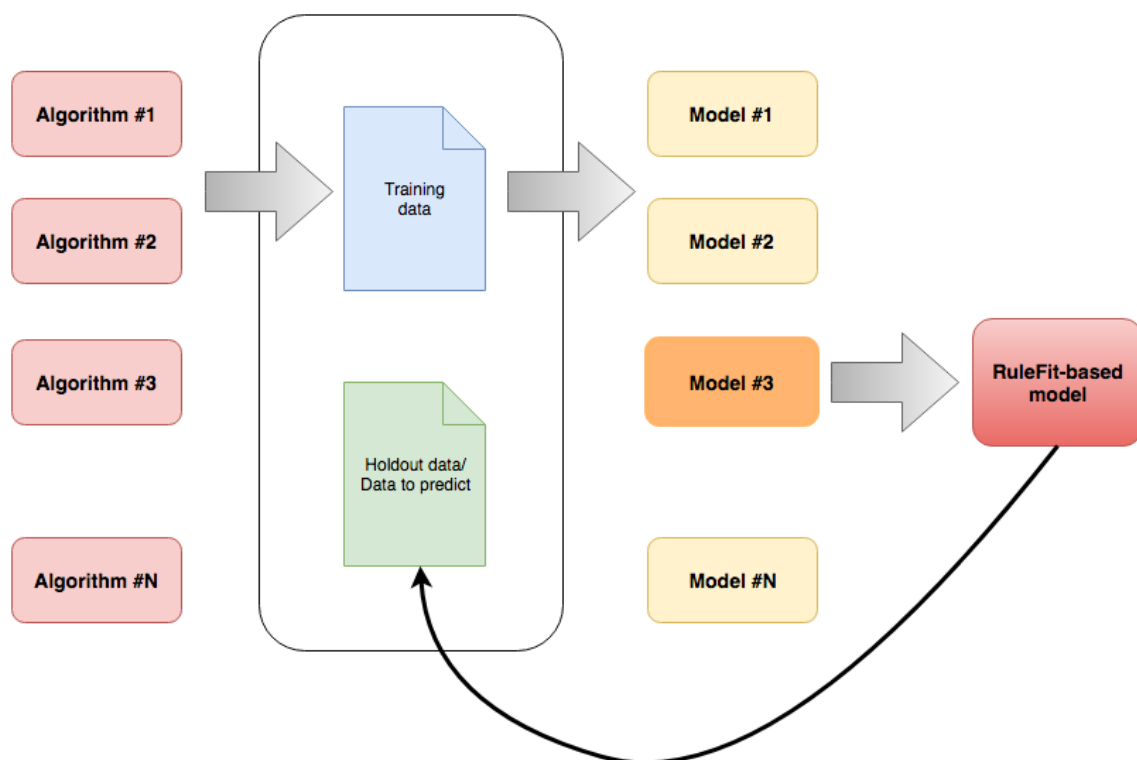 Algorithm #1
Algorithm #2
Algorithm #3
Algorithm #N
Training
data
Holdout data/
Data to predict
Model #1
Model #2
Model #3
Model #N
RuleFit-based
model